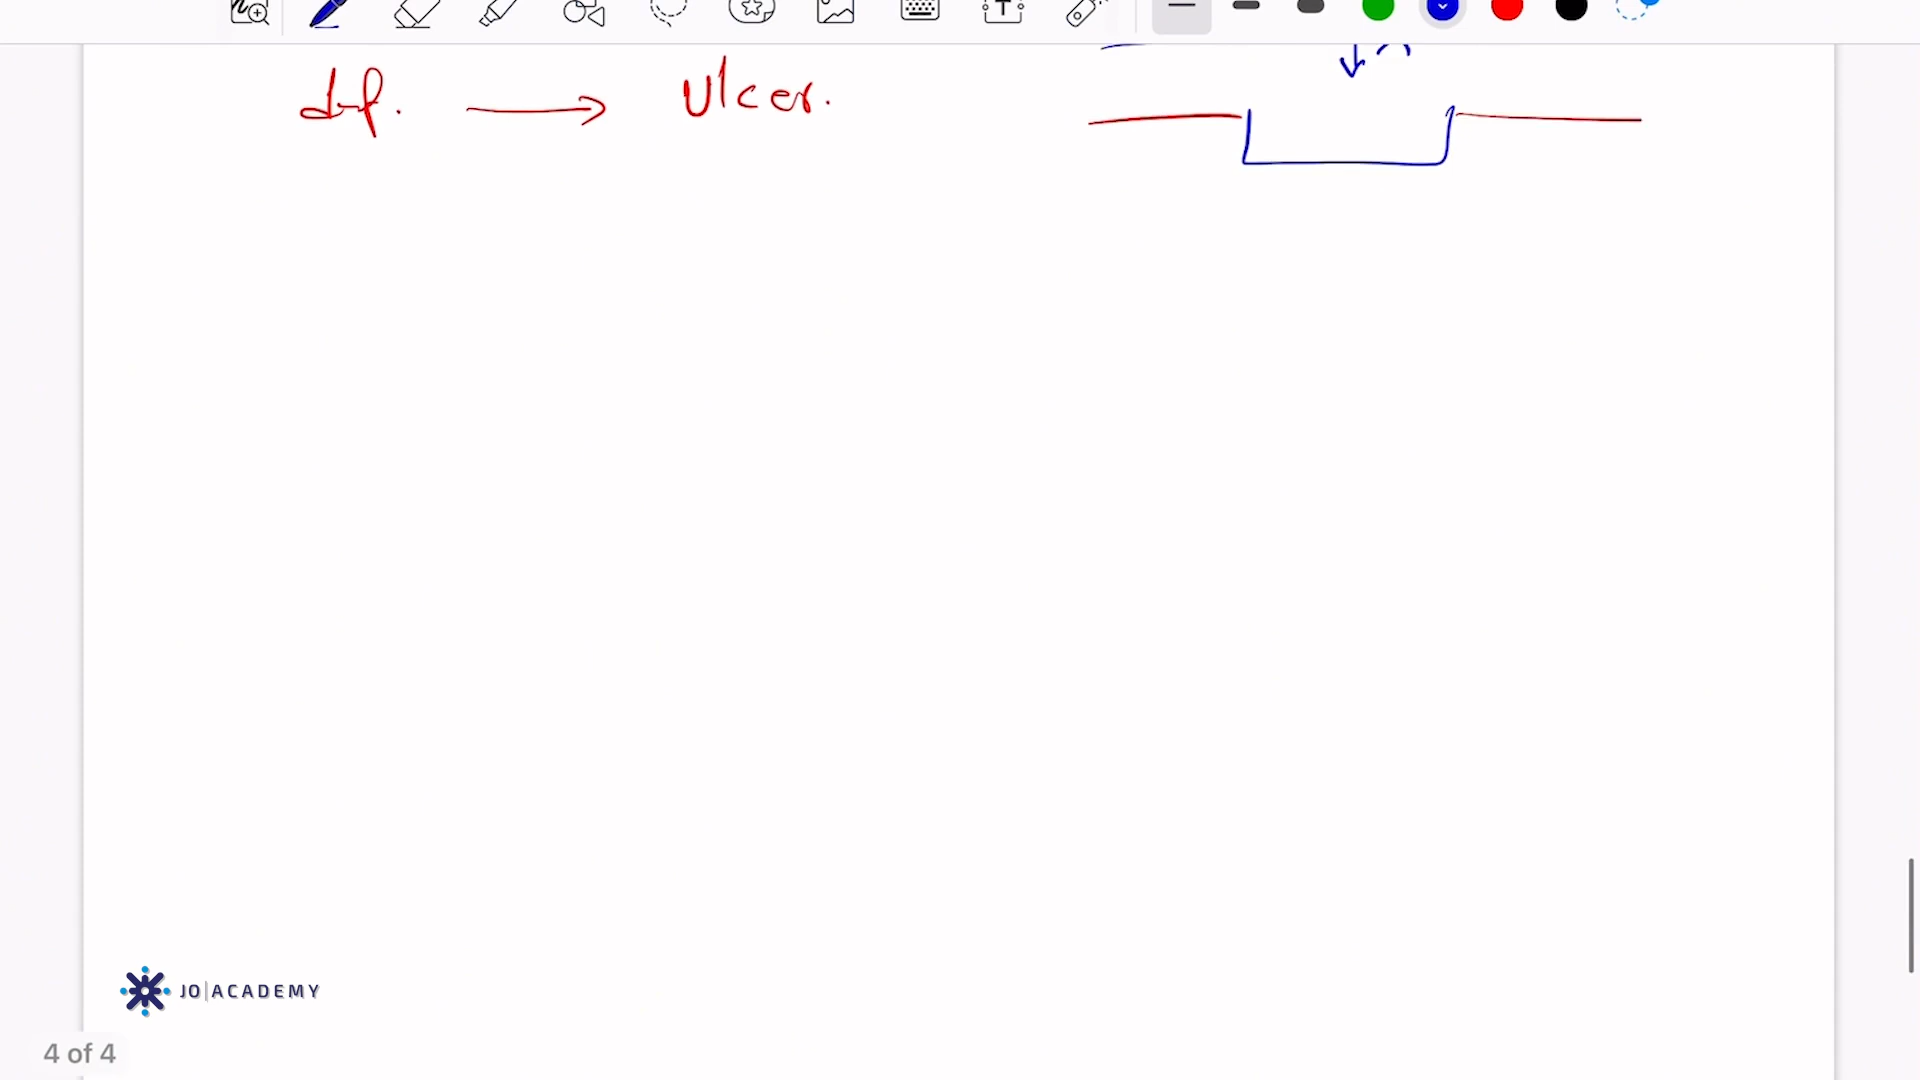 def. → Ulcer.
JO|ACADEMY
4 of 4